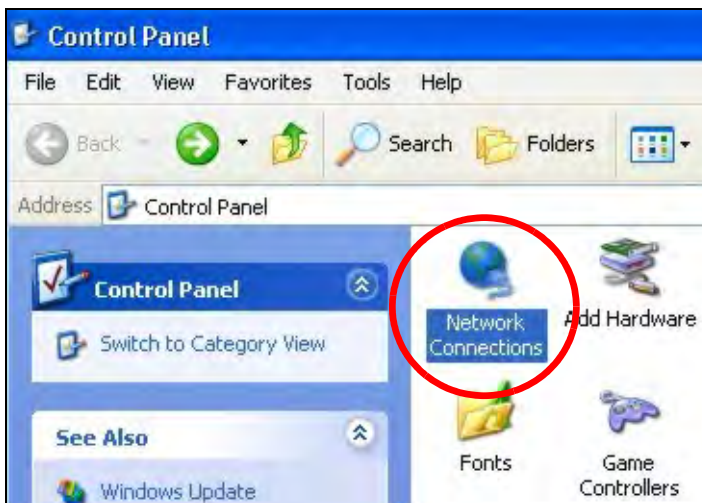 Control Panel
File Edit View Favorites Tools Help
Back Search Folders
Address Control Panel
Control Panel
Switch to Category View
See Also
Windows Update
Network
Connections
Add Hardware
Fonts
Game
Controllers